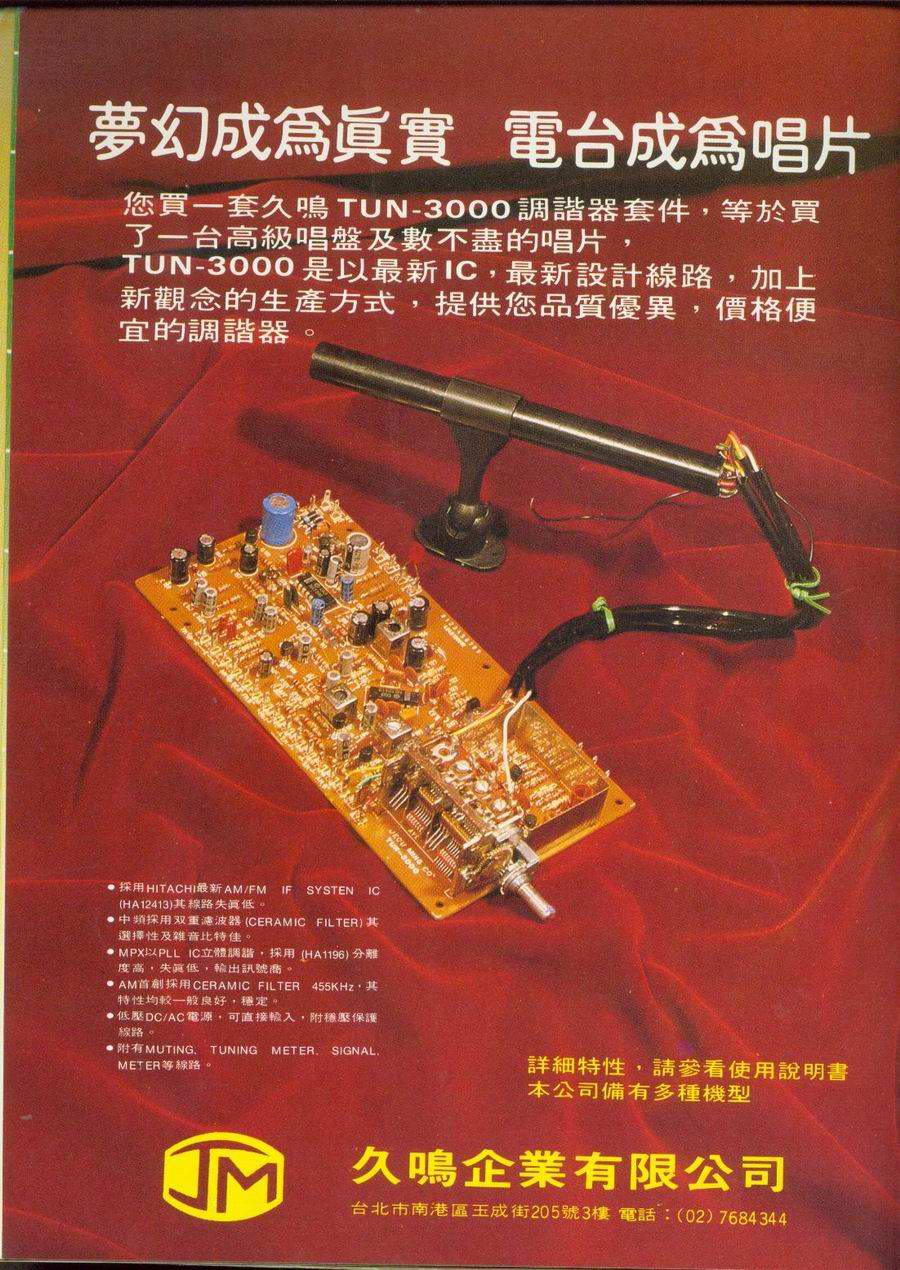 夢幻成爲眞實 電台成爲唱片
您買一套久鳴TUN-3000調諧器套件，等於買
了一台高級唱盤及數不盡的唱片，
TUN-3000是以最新IC，最新設計線路，加上
新觀念的生產方式，提供您品質優異，價格便
宜的調諧器。
JEOU MING CO'
TUN-3000
●採用HITACHI最新AM/FM IF SYSTEN IC
(HA12413)其線路失眞低。
●中頻採用双重濾波器(CERAMIC FILTER)其
選擇性及雜音比特佳。
●MPX以PLL IC立體調諧，採用(HA1196)分離
度高，失眞低，輸出訊號高。
●AM首創採用CERAMIC FILTER 455KHz，其
特性均較一般良好，穩定。
●低壓DC/AC電源，可直接輸入，附穩壓保護
線路。
●附有MUTING. TUNING METER. SIGNAL.
METER等線路。
詳細特性，請參看使用說明書
本公司備有多種機型
JM
久鳴企業有限公司
台北市南港區玉成街205號3樓 電話：(02)7684344